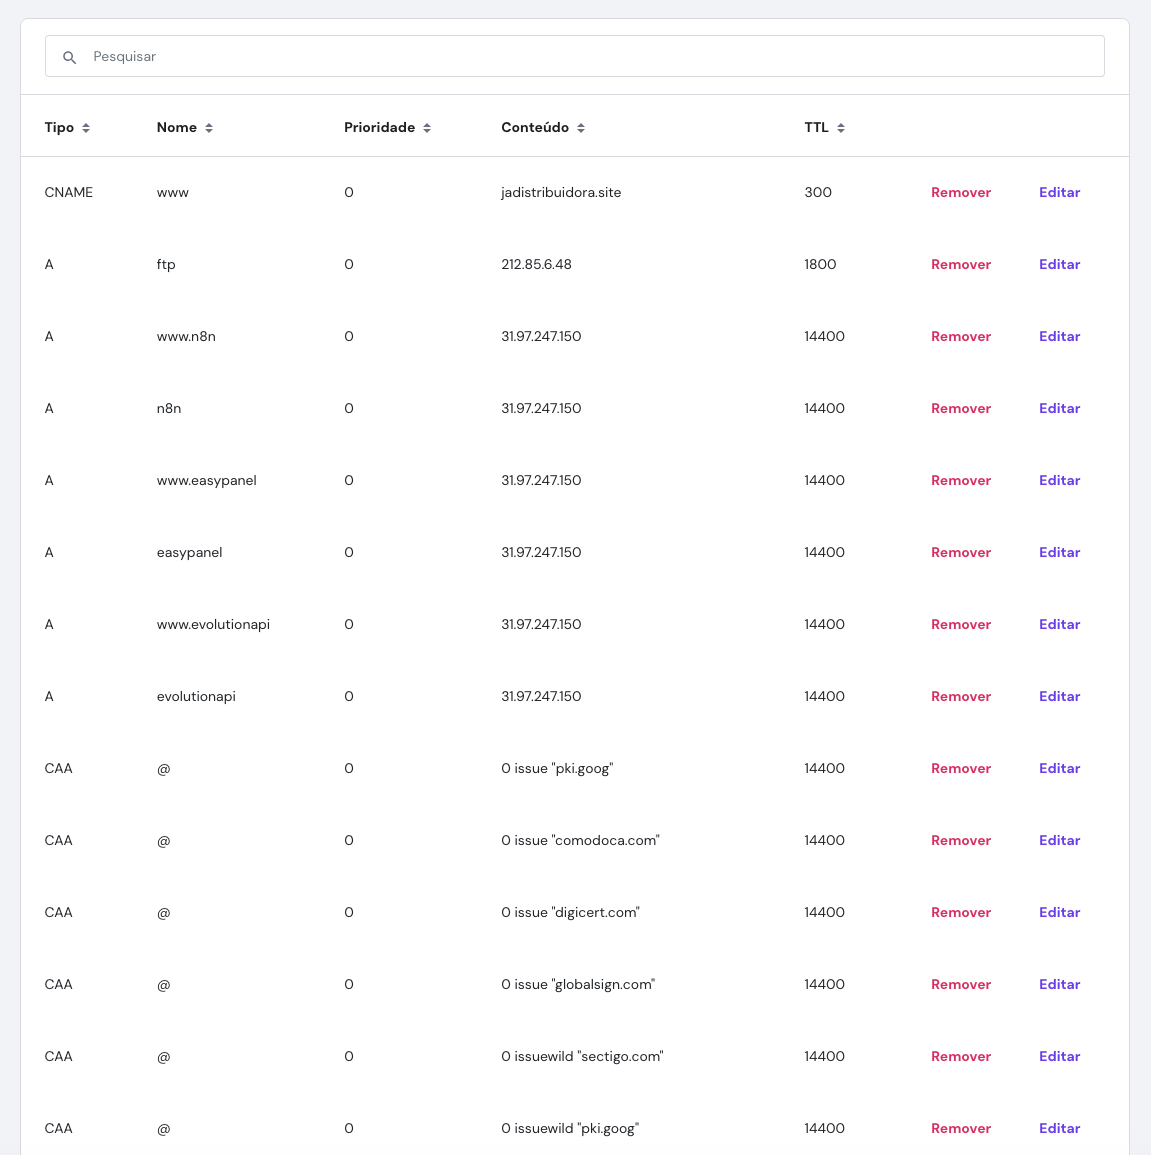 Pesquisar
Tipo Nome Prioridade Conteúdo TTL
CNAME www 0 jadistribuidora.site 300 Remover Editar
A ftp 0 212.85.6.48 1800 Remover Editar
A www.n8n 0 31.97.247.150 14400 Remover Editar
A n8n 0 31.97.247.150 14400 Remover Editar
A www.easypanel 0 31.97.247.150 14400 Remover Editar
A easypanel 0 31.97.247.150 14400 Remover Editar
A www.evolutionapi 0 31.97.247.150 14400 Remover Editar
A evolutionapi 0 31.97.247.150 14400 Remover Editar
CAA @ 0 0 issue "pki.goog" 14400 Remover Editar
CAA @ 0 0 issue "comodoca.com" 14400 Remover Editar
CAA @ 0 0 issue "digicert.com" 14400 Remover Editar
CAA @ 0 0 issue "globalsign.com" 14400 Remover Editar
CAA @ 0 0 issuewild "sectigo.com" 14400 Remover Editar
CAA @ 0 0 issuewild "pki.goog" 14400 Remover Editar